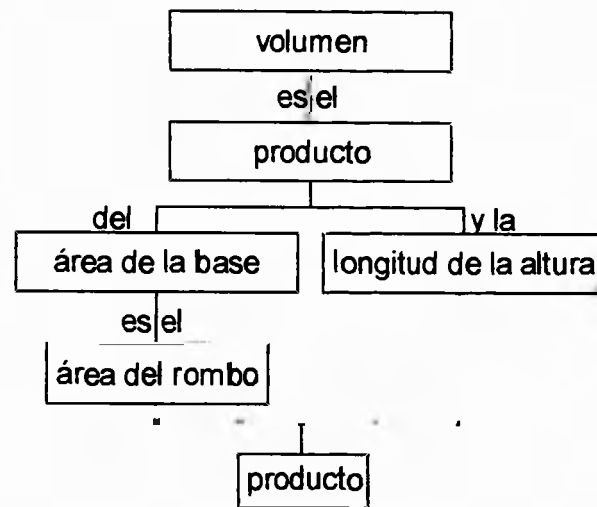 volumen
es el
producto
del
y la
área de la base
longitud de la altura
es el
área del rombo
producto